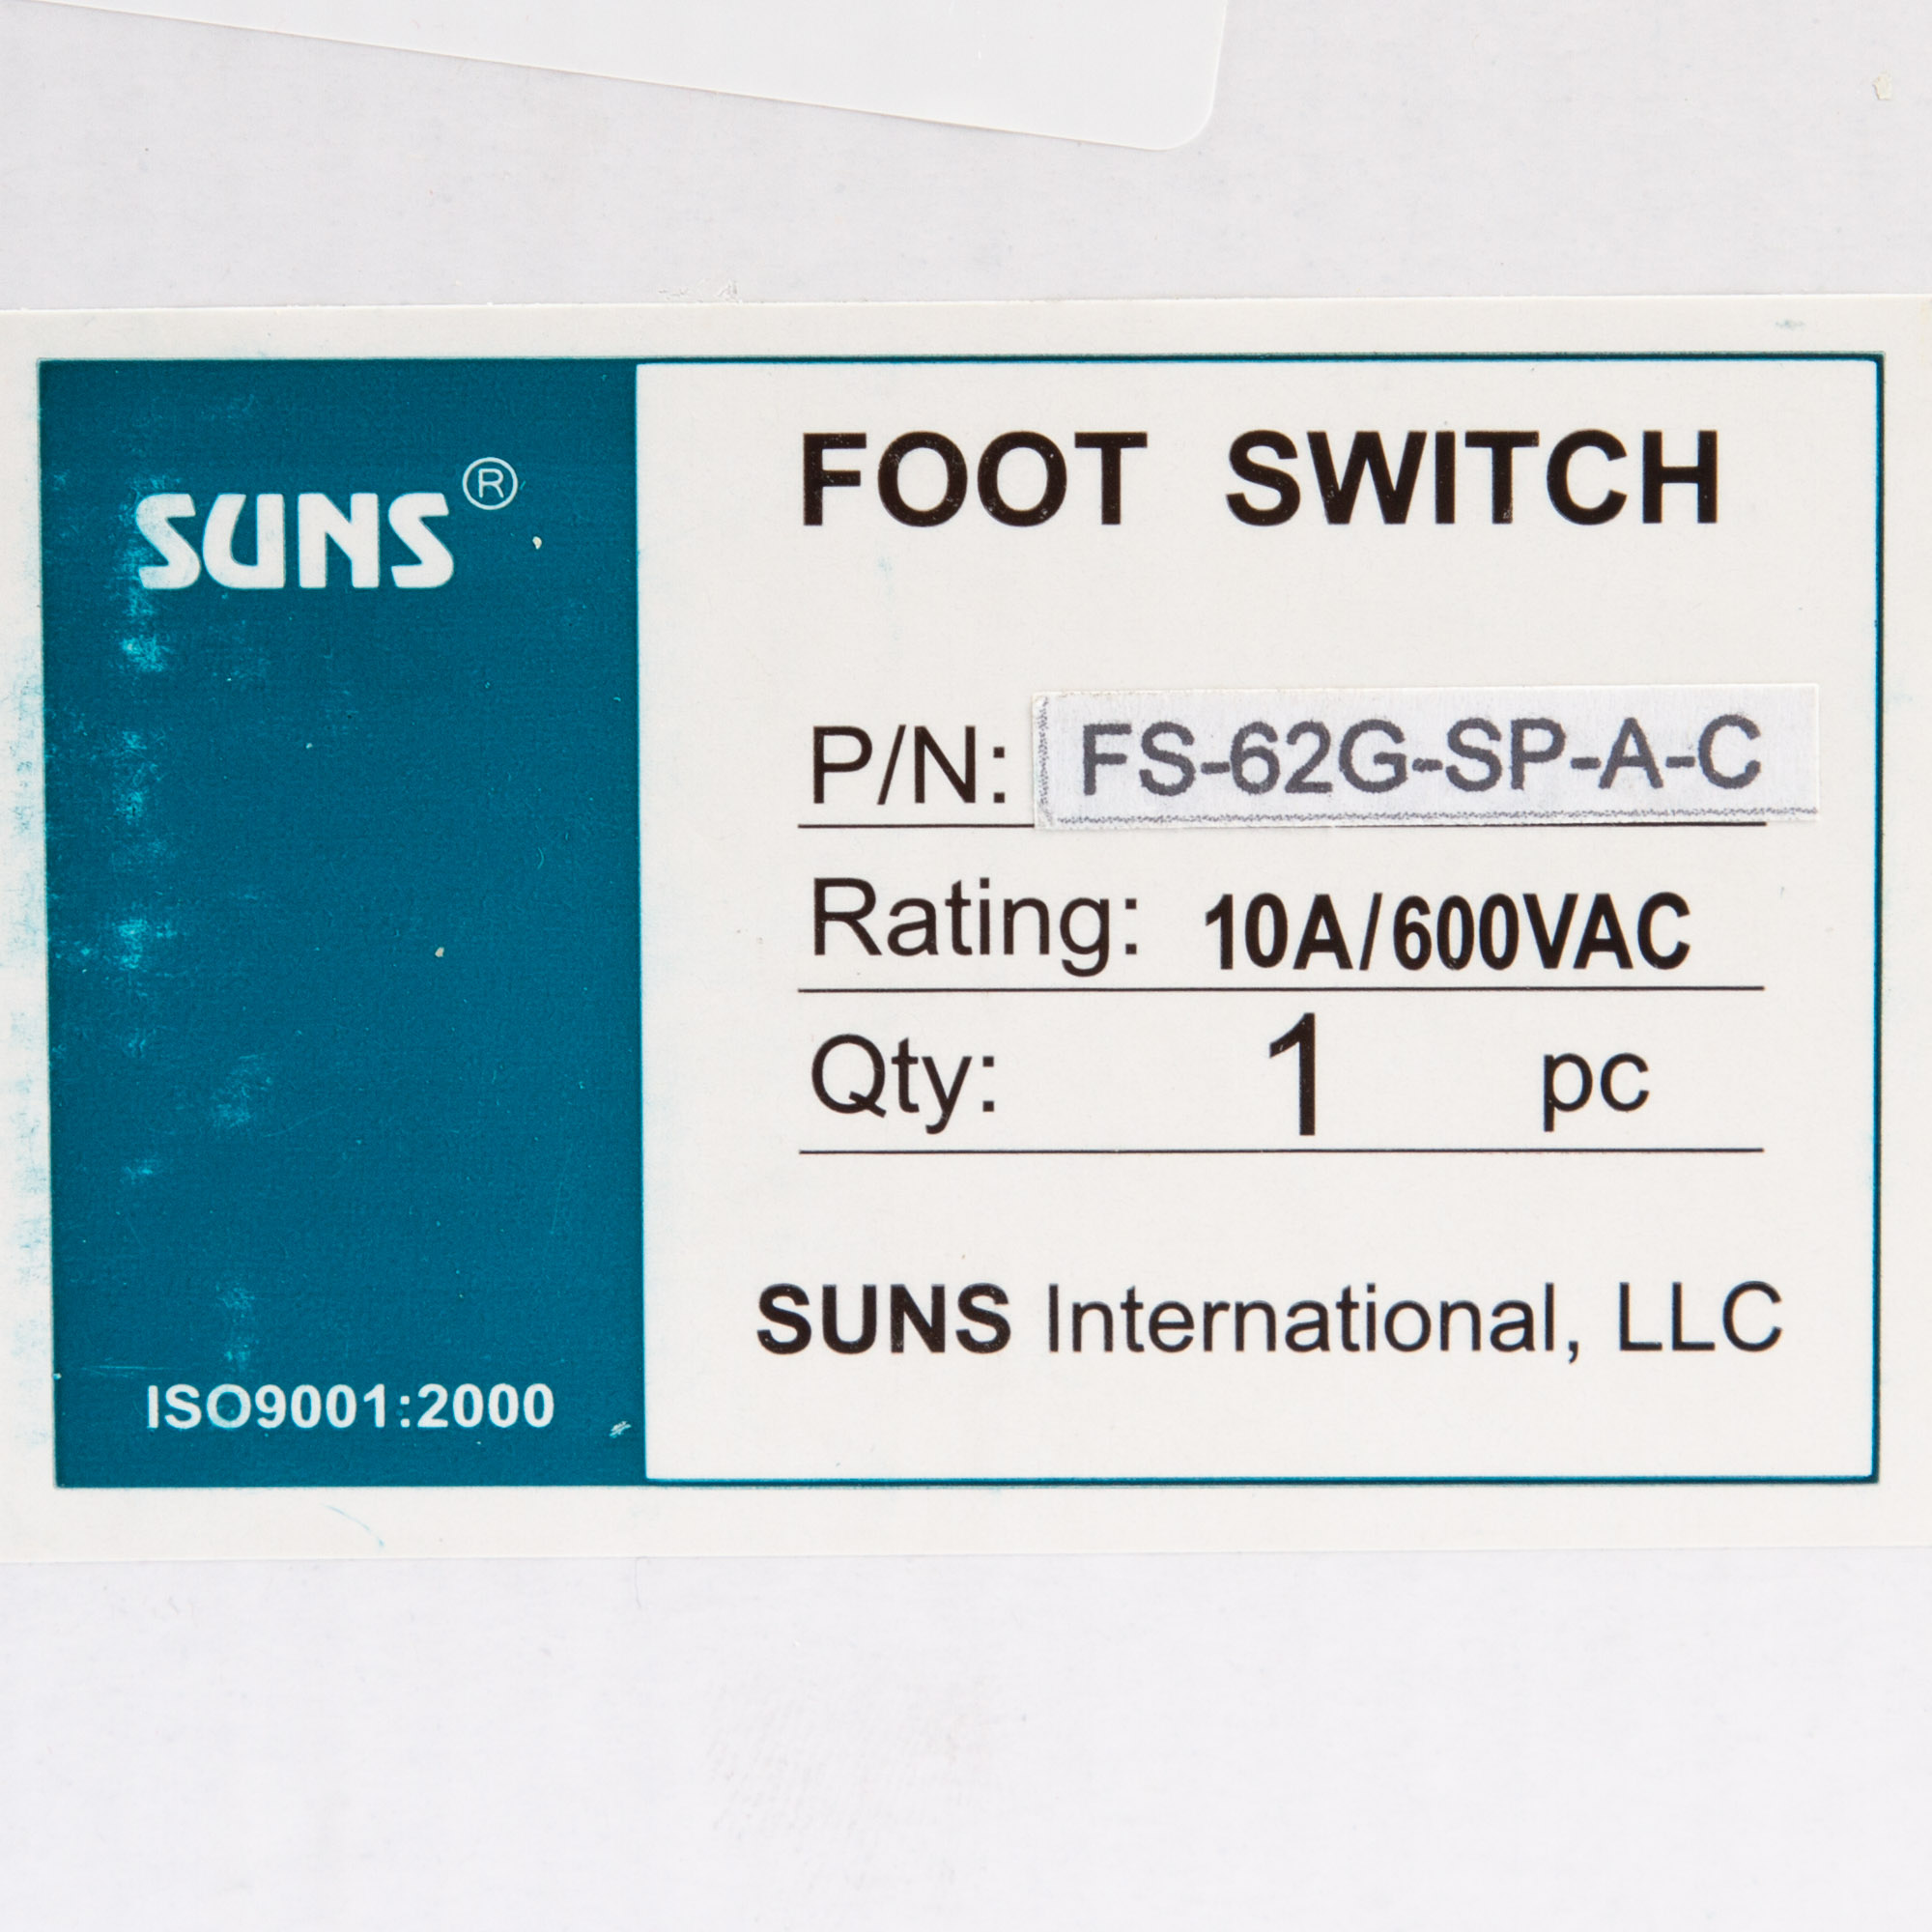 SUNS®
FOOT SWITCH
P/N: FS-62G-SP-A-C
Rating: 10A/600VAC
Qty: 1 pc
SUNS International, LLC
ISO9001:2000